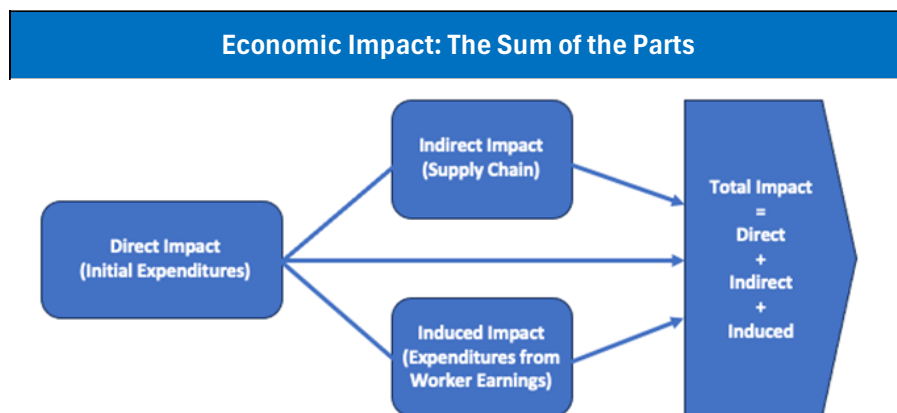 Economic Impact: The Sum of the Parts
Indirect Impact
(Supply Chain)
Direct Impact
(Initial Expenditures)
Induced Impact
(Expenditures from
Worker Earnings)
Total Impact
=
Direct
+
Indirect
+
Induced